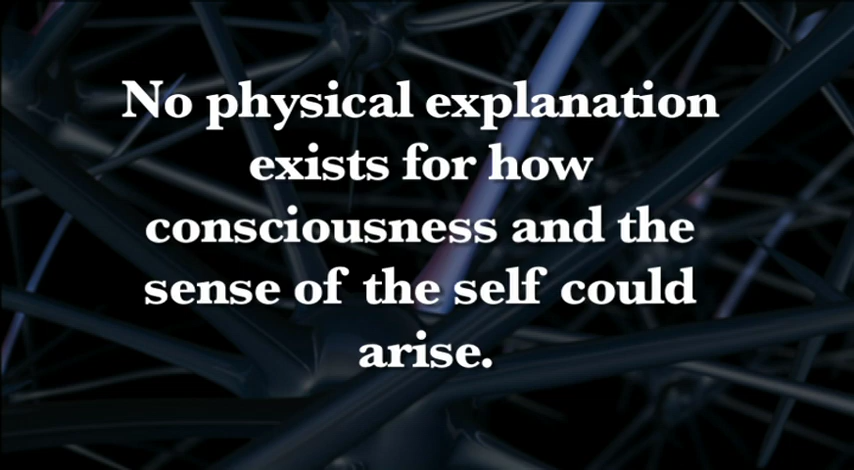 No physical explanation
exists for how
consciousness and the
sense of the self could
arise.